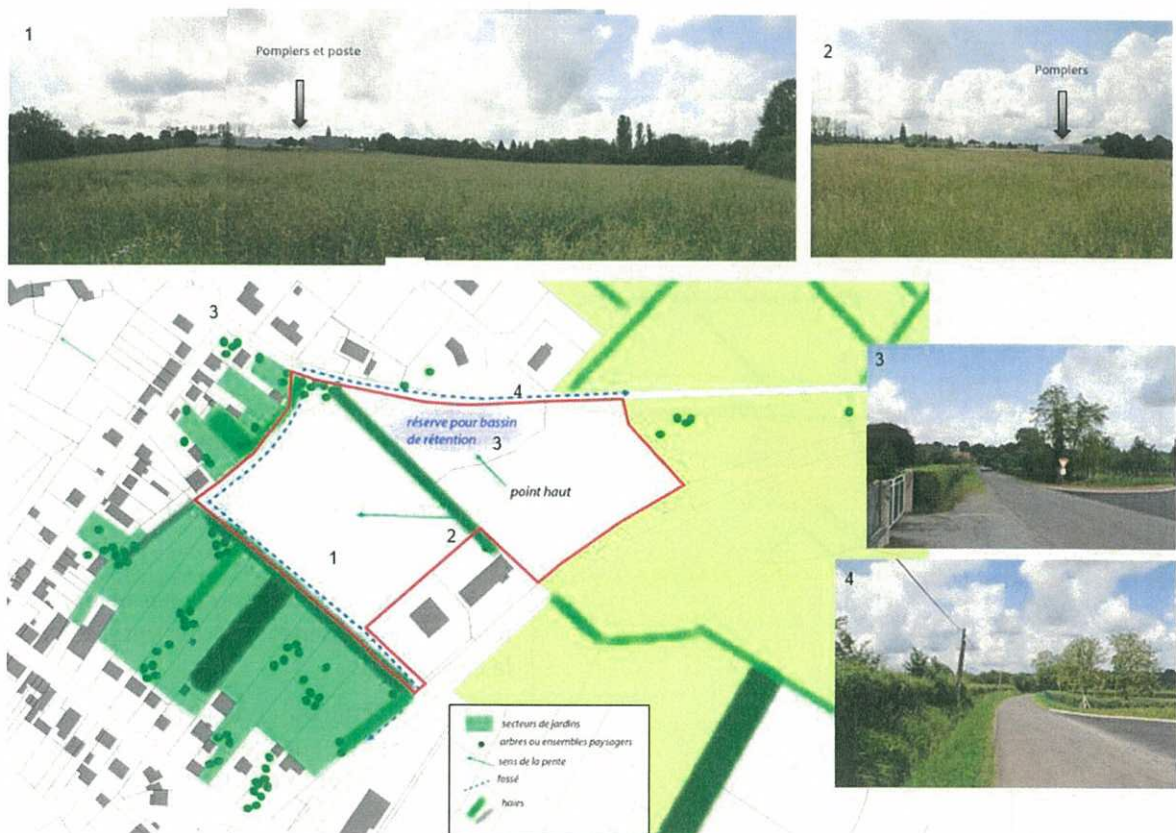 1
Pompiers et poste
2
Pompiers
3
4
réserve pour bassin
de rétention
3
point haut
2
1
3
4
secteurs de jardins
arbres ou ensembles paysagers
sens de la pente
fossé
haies